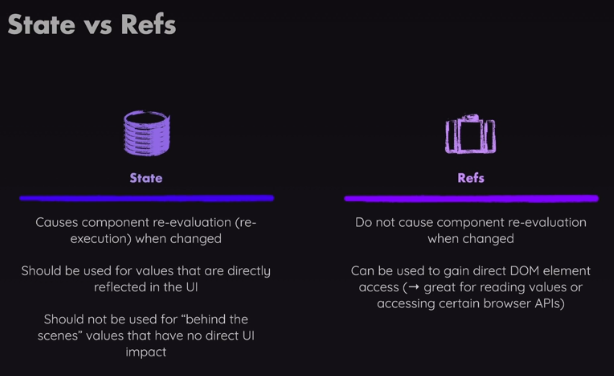 State vs Refs
State
Causes component re-evaluation (re-
execution) when changed
Should be used for values that are directly
reflected in the UI
Should not be used for “behind the
scenes” values that have no direct UI
impact
Refs
Do not cause component re-evaluation
when changed
Can be used to gain direct DOM element
access (→ great for reading values or
accessing certain browser APIs)